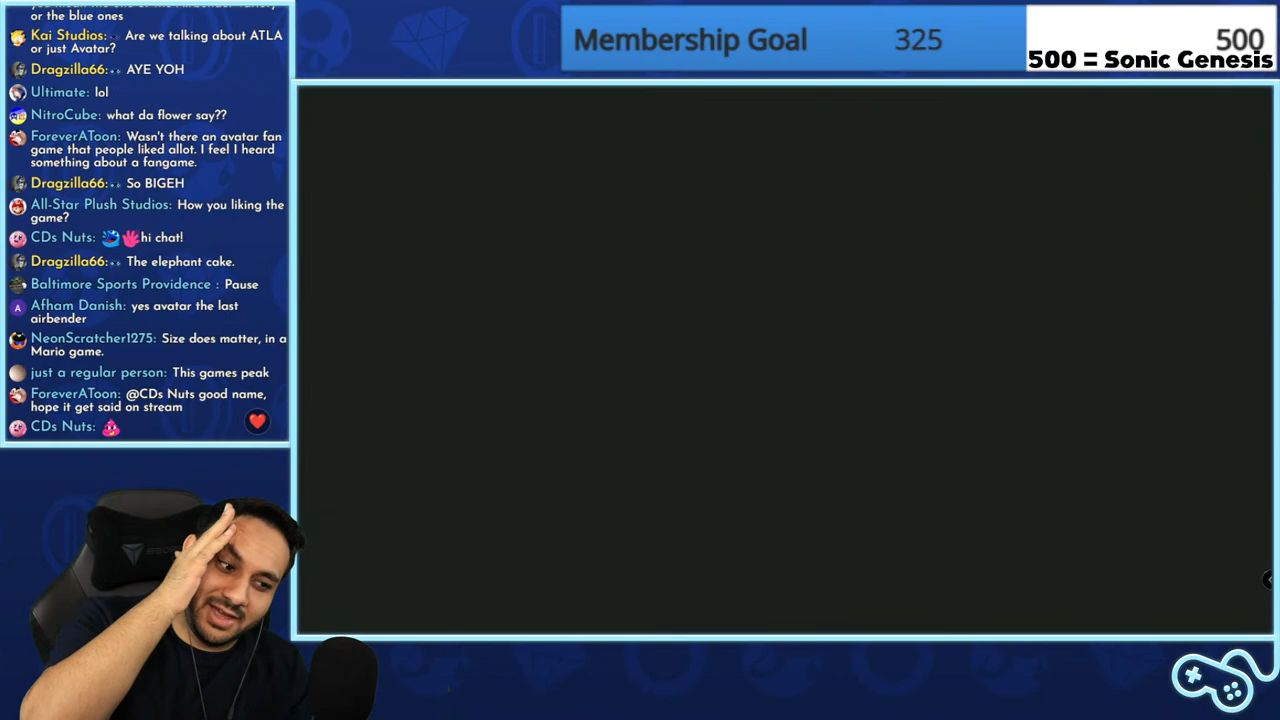 or the blue ones
Kai Studios: Are we talking about ATLA
or just Avatar?
Dragzilla66: AYE YOH
Ultimate: lol
NitroCube: what da flower say??
ForeverAToon: Wasn't there an avatar fan
game that people liked allot. I feel I heard
something about a fangame.
Dragzilla66: So BIGEH
All-Star Plush Studios: How you liking the
game?
CDs Nuts: hi chat!
Dragzilla66: The elephant cake.
Baltimore Sports Providence : Pause
A Afham Danish: yes avatar the last
airbender
NeonScratcher1275: Size does matter, in a
Mario game.
just a regular person: This games peak
ForeverAToon: @CDs Nuts good name,
hope it get said on stream
CDs Nuts:
Membership Goal 325 500
500 = Sonic Genesis